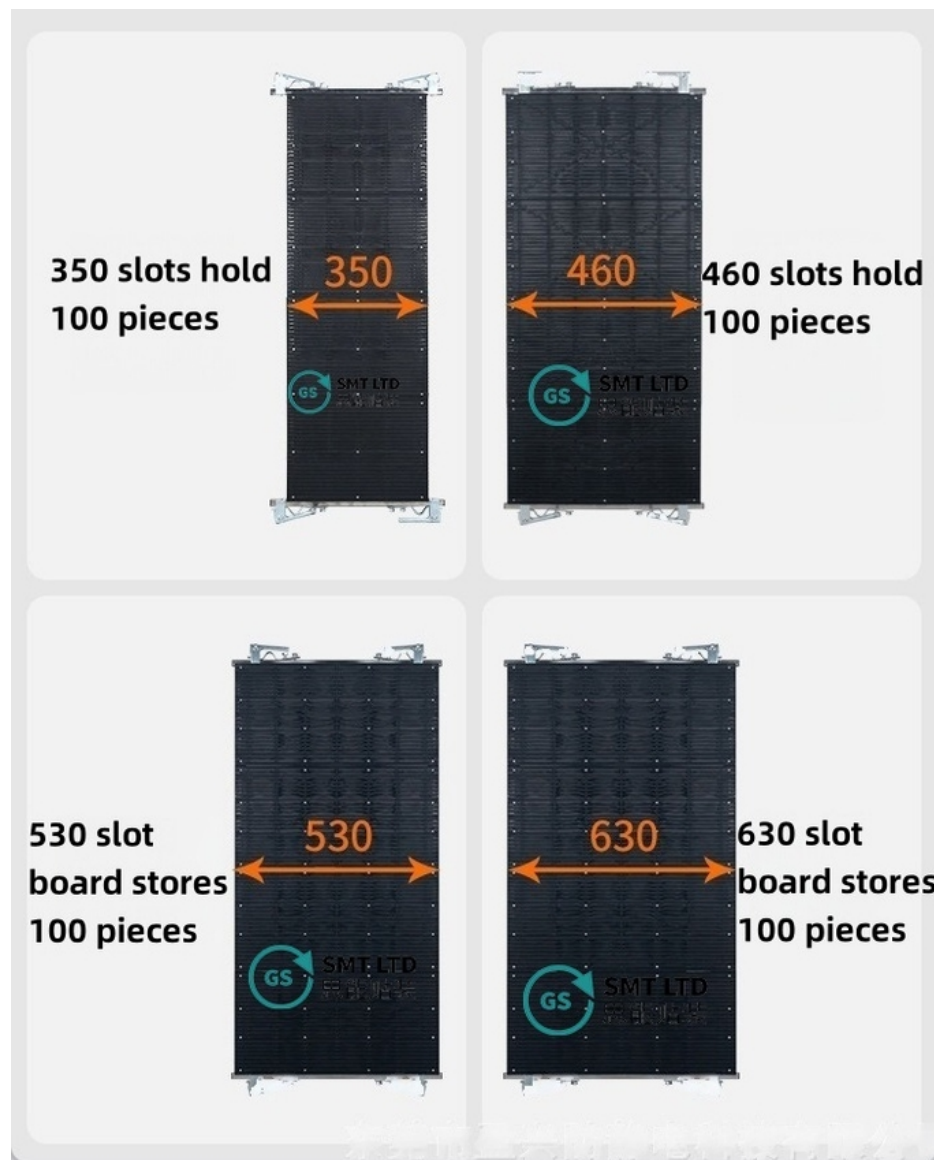 350 slots hold
100 pieces
350
GS
SMT LTD
460
460 slots hold
100 pieces
GS
SMT LTD
530 slot
board stores
100 pieces
530
GS
SMT LTD
630
630 slot
board stores
100 pieces
GS
SMT LTD